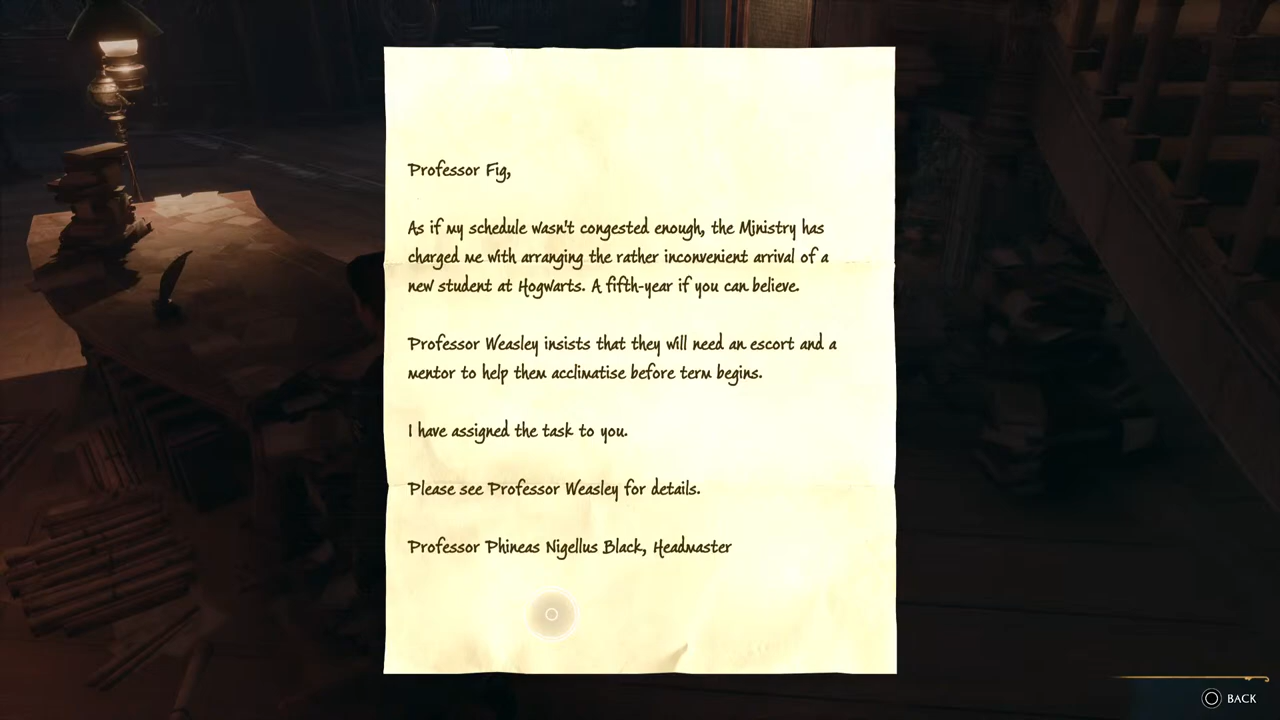 Professor Fig,
As if my schedule wasn't congested enough, the Ministry has
charged me with arranging the rather inconvenient arrival of a
new student at Hogwarts. A fifth-year if you can believe.
Professor Weasley insists that they will need an escort and a
mentor to help them acclimatise before term begins.
I have assigned the task to you.
Please see Professor Weasley for details.
Professor Phineas Nigellus Black, Headmaster
BACK